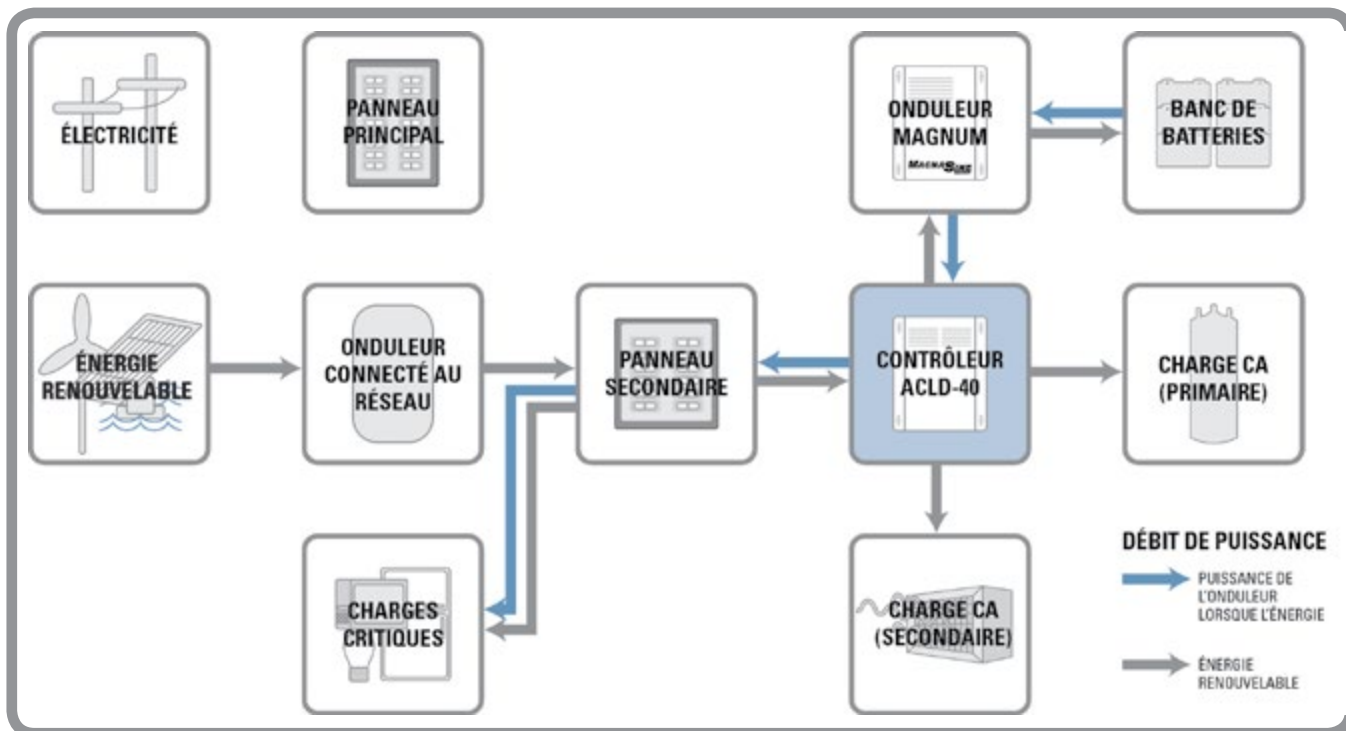 ÉLECTRICITÉ
PANNEAU
PRINCIPAL
ONDULEUR
MAGNUM
MAGNASINE
BANC DE
BATTERIES
ÉNERGIE
RENOUVELABLE
ONDULEUR
CONNECTÉ AU
RÉSEAU
PANNEAU
SECONDAIRE
CONTRÔLEUR
ACLD-40
CHARGE CA
(PRIMAIRE)
CHARGES
CRITIQUES
CHARGE CA
(SECONDAIRE)
DÉBIT DE PUISSANCE
PUISSANCE DE
L'ONDULEUR
LORSQUE L'ÉNERGIE
ÉNERGIE
RENOUVELABLE